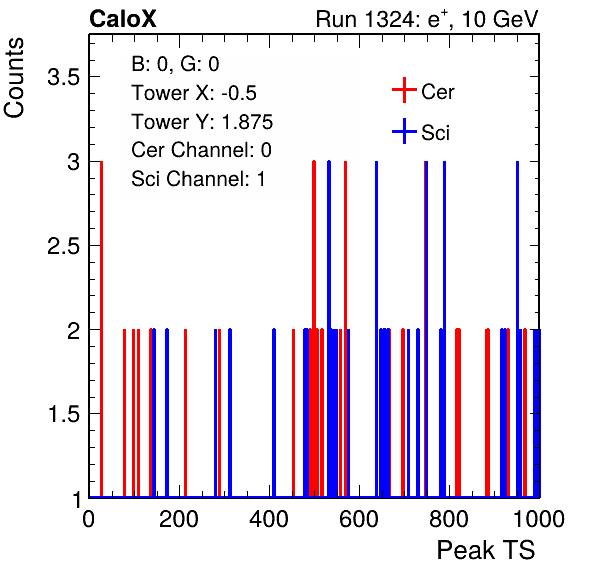 CaloX
Run 1324: e+, 10 GeV
Counts
B: 0, G: 0
Tower X: -0.5
Tower Y: 1.875
Cer Channel: 0
Sci Channel: 1
Cer
Sci
3.5
3
2.5
2
1.5
1
0 200 400 600 800 1000
Peak TS